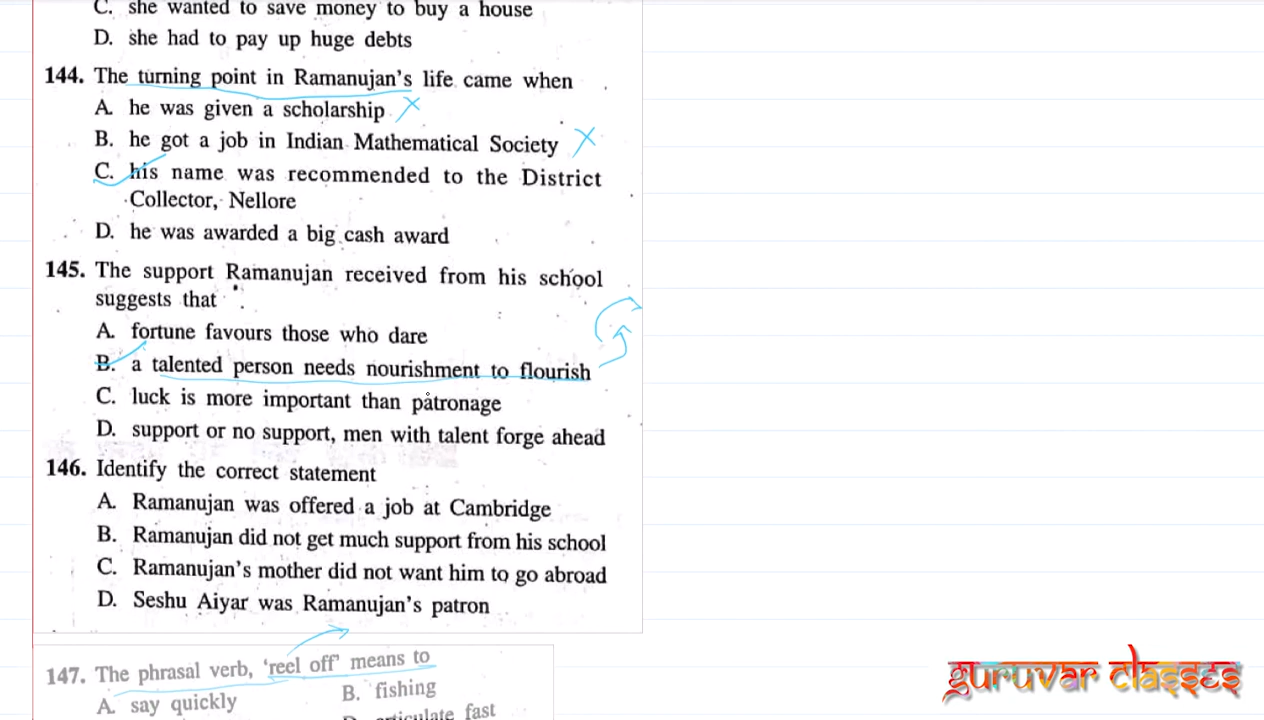 C. she wanted to save money to buy a house
D. she had to pay up huge debts
144. The turning point in Ramanujan's life came when
A. he was given a scholarship
B. he got a job in Indian Mathematical Society
C. his name was recommended to the District
Collector, Nellore
D. he was awarded a big cash award
145. The support Ramanujan received from his school
suggests that
A. fortune favours those who dare
B. a talented person needs nourishment to flourish
C. luck is more important than patronage
D. support or no support, men with talent forge ahead
146. Identify the correct statement
A. Ramanujan was offered a job at Cambridge
B. Ramanujan did not get much support from his school
C. Ramanujan's mother did not want him to go abroad
D. Seshu Aiyar was Ramanujan's patron
147. The phrasal verb, 'reel off' means to
A. say quickly
B. fishing
D. articulate fast
guruvar classes